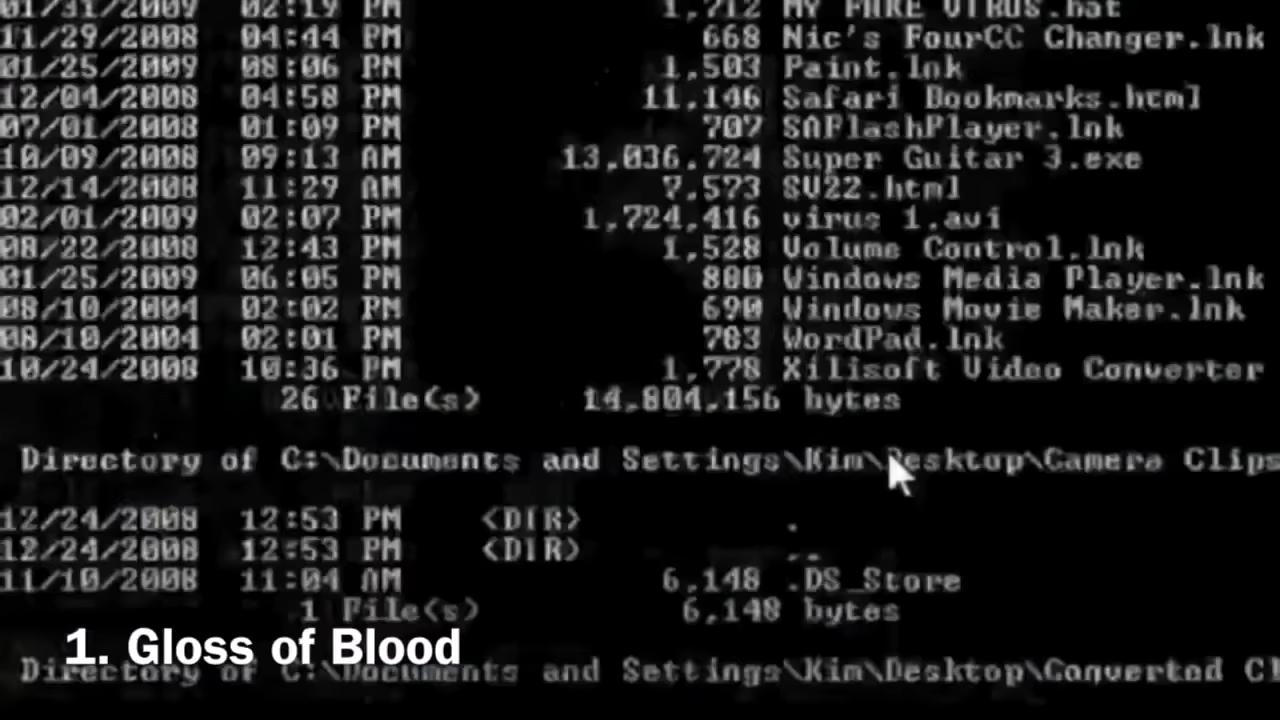 01/31/2009 02:19 PM 1,712 MY FAKE VIRUS.bat
11/29/2008 04:44 PM 668 Nic's FourCC Changer.lnk
01/25/2009 08:06 PM 1,503 Paint.lnk
12/04/2008 04:58 PM 11,146 Safari Bookmarks.html
07/01/2008 01:09 PM 707 SAFlashPlayer.lnk
10/09/2008 09:13 AM 13,036,724 Super Guitar 3.exe
12/14/2008 11:29 AM 7,573 SV22.html
02/01/2009 02:07 PM 1,724,416 virus 1.avi
08/22/2008 12:43 PM 1,528 Volume Control.lnk
01/25/2009 06:05 PM 800 Windows Media Player.lnk
08/10/2004 02:02 PM 690 Windows Movie Maker.lnk
08/10/2004 02:01 PM 783 WordPad.lnk
10/24/2008 10:36 PM 1,778 Xilisoft Video Converter
26 File(s) 14,804,156 bytes
Directory of C:\Documents and Settings\Kim\Desktop\Camera Clips
12/24/2008 12:53 PM <DIR> .
12/24/2008 12:53 PM <DIR> ..
11/10/2008 11:04 AM 6,148 .DS_Store
1 File(s) 6,148 bytes
1. Gloss of Blood
Directory of C:\Documents and Settings\Kim\Desktop\Converted Cl